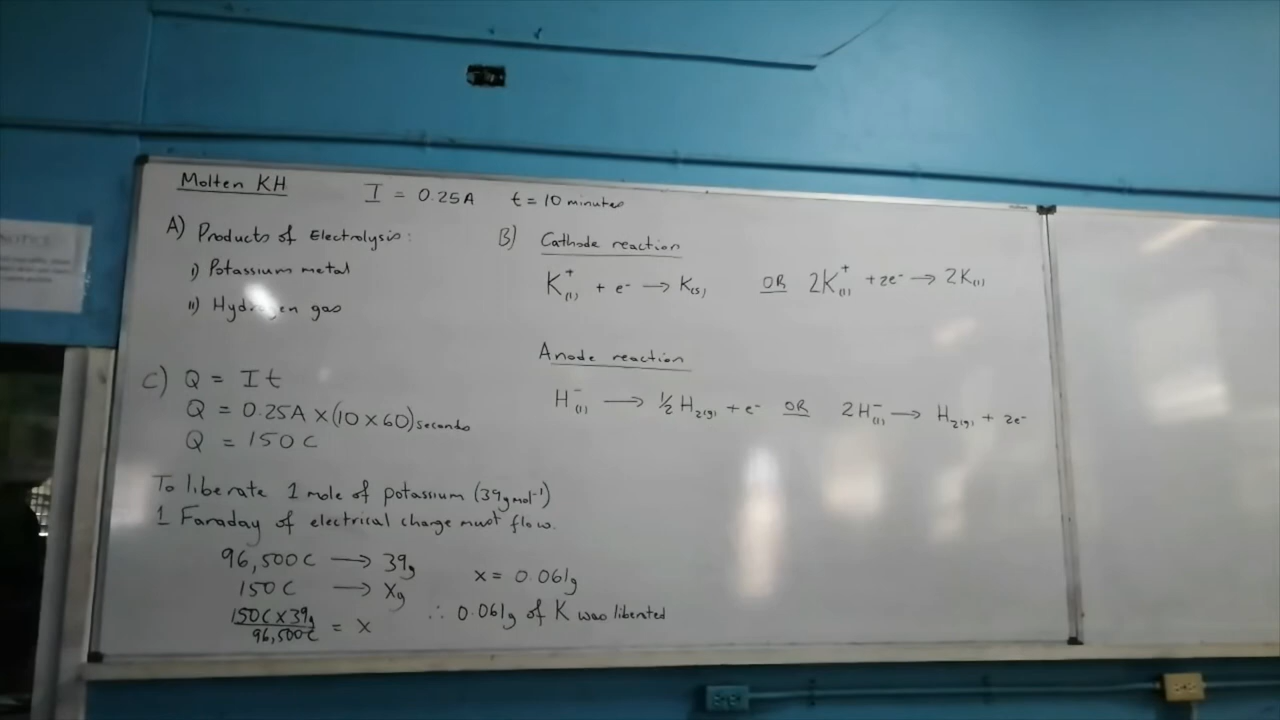 Molten KH
I = 0.25A t = 10 minutes
A) Products of Electrolysis:
i) Potassium metal
ii) Hydrogen gas
B) Cathode reaction
K⁺(l) + e⁻ → K(s) OR 2K⁺(l) + 2e⁻ → 2K(l)
Anode reaction
H⁻(l) → ½H₂(g) + e⁻ OR 2H⁻(l) → H₂(g) + 2e⁻
C) Q = It
Q = 0.25A × (10 × 60) seconds
Q = 150C
To liberate 1 mole of potassium (39gmol⁻¹)
1 Faraday of electrical charge must flow.
96,500C → 39g
150C → xg
150C × 39g / 96,500C = x
x = 0.061g
∴ 0.061g of K was liberated
NOTICE